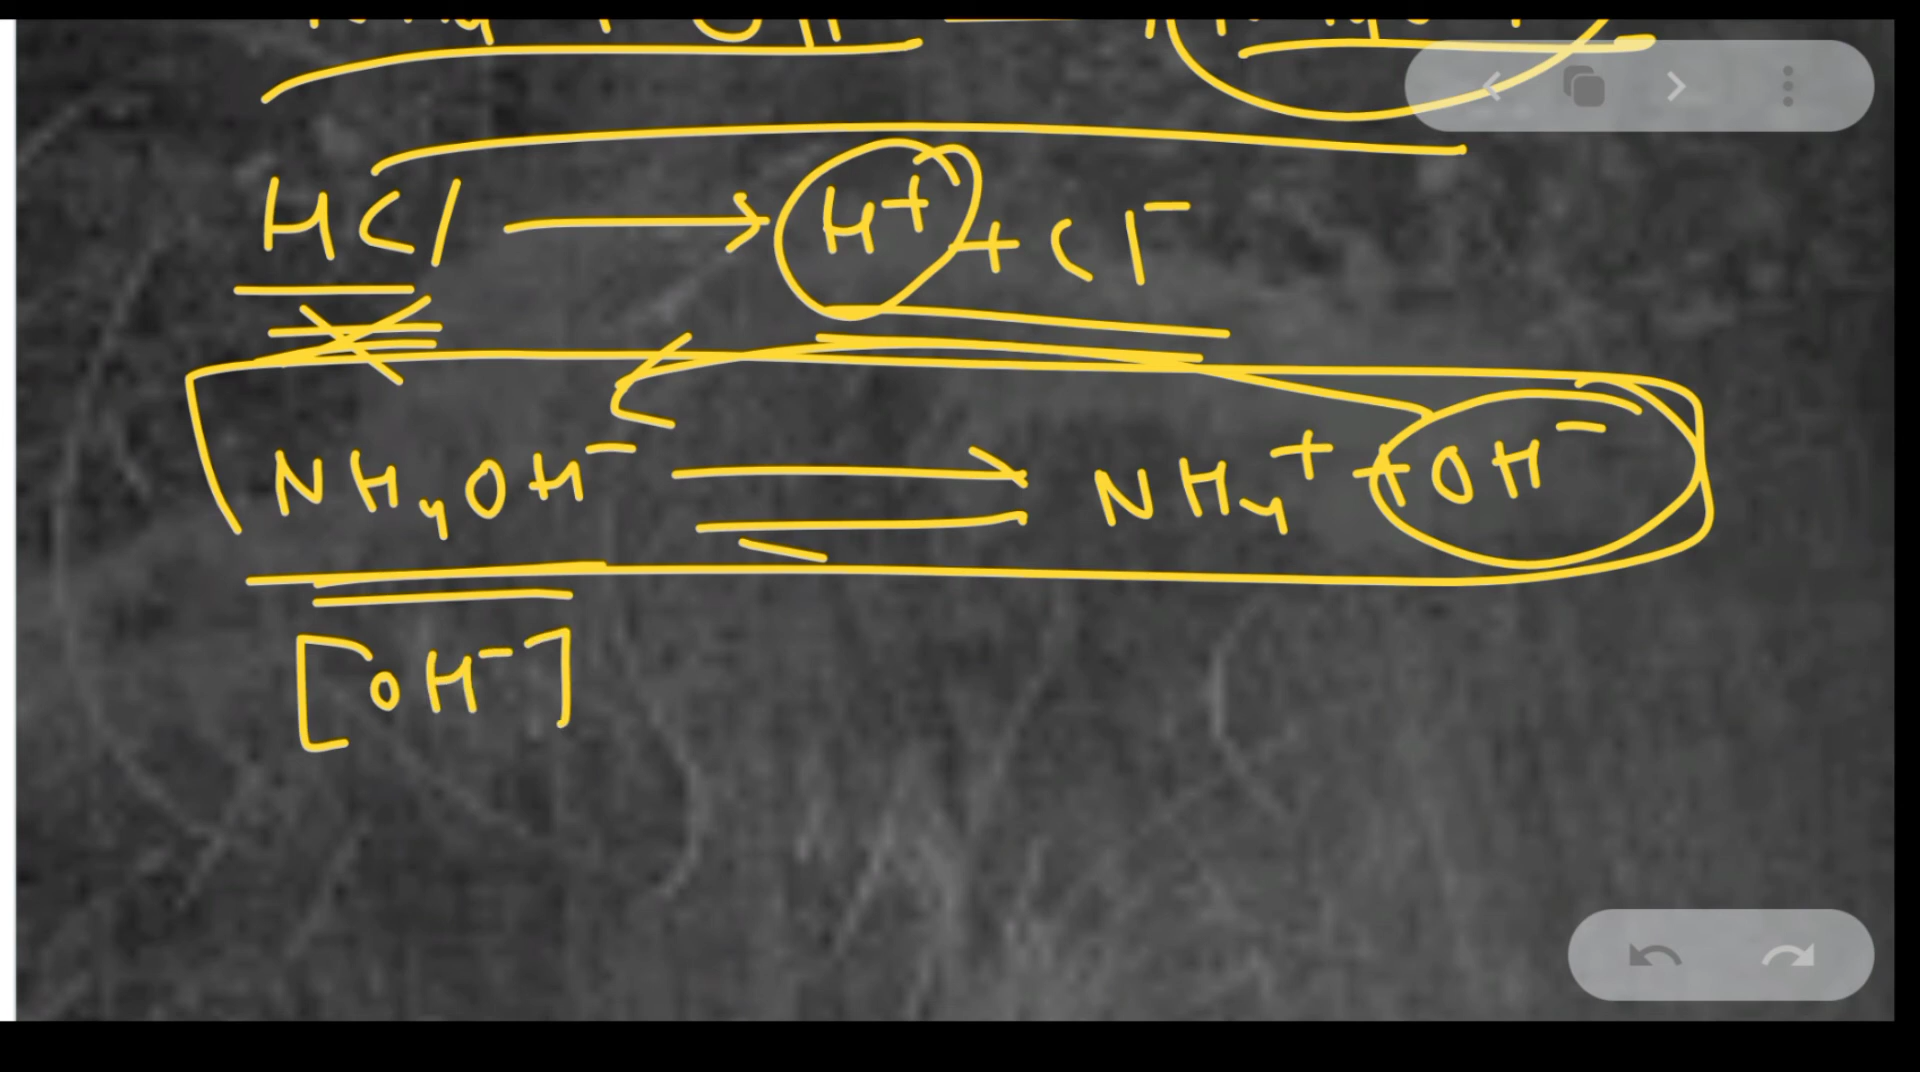 HCl ⟶ H⁺ + Cl⁻
NH₄OH⁻ ⇌ NH₄⁺ + OH⁻
[OH⁻]